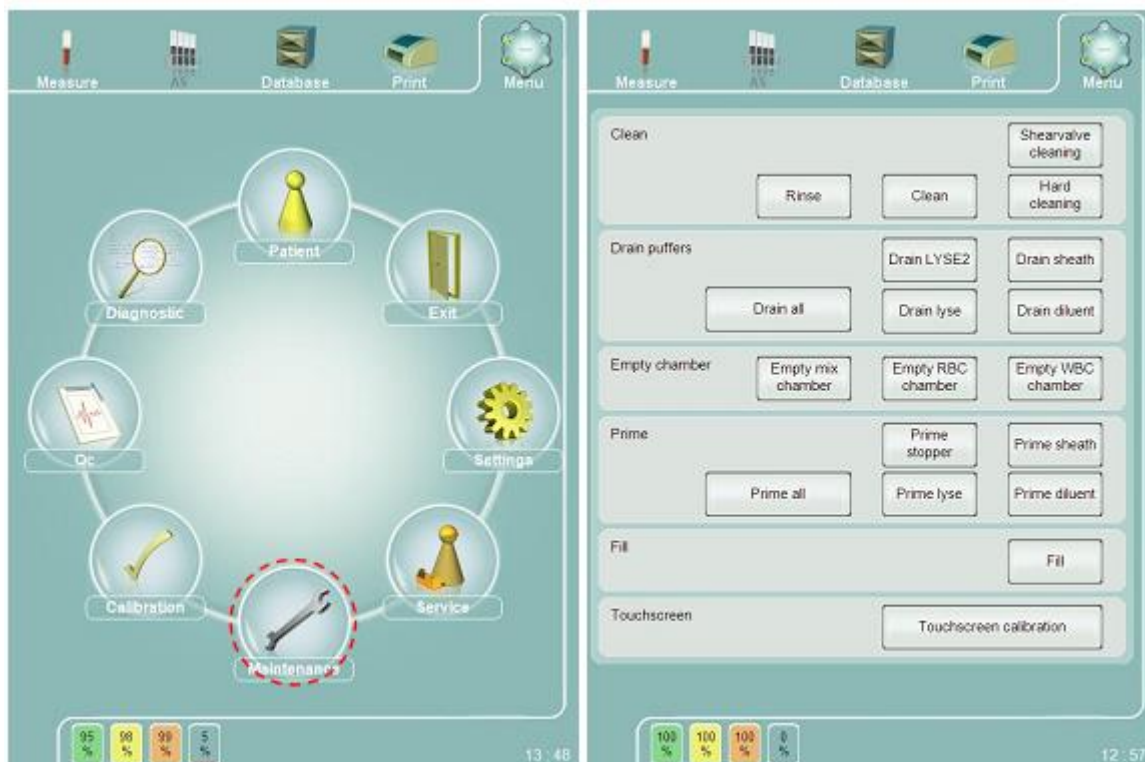 Measure
AS
Database
Print
Menu
Patient
Diagnostic
Exit
Qc
Settings
Calibration
Service
Maintenance
95
%
98
%
99
%
5
%
13:48
Measure
AS
Database
Print
Menu
Clean
Shearvalve
cleaning
Rinse
Clean
Hard
cleaning
Drain puffers
Drain LYSE2
Drain sheath
Drain all
Drain lyse
Drain diluent
Empty chamber
Empty mix
chamber
Empty RBC
chamber
Empty WBC
chamber
Prime
Prime
stopper
Prime sheath
Prime all
Prime lyse
Prime diluent
Fill
Fill
Touchscreen
Touchscreen calibration
100
%
100
%
100
%
0
%
12:57